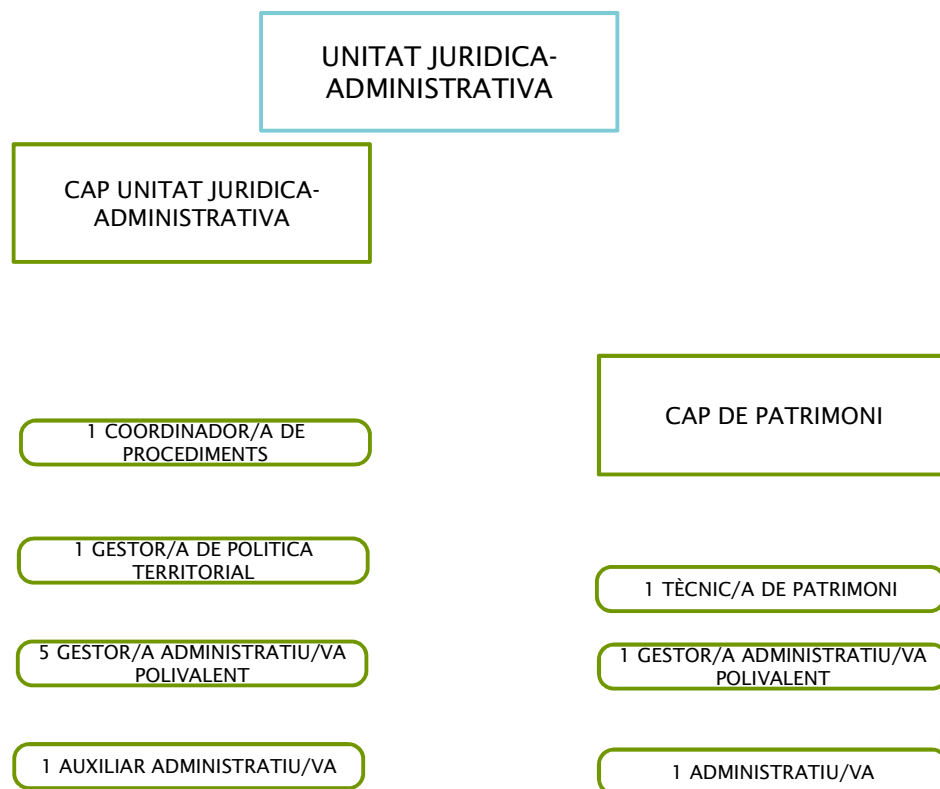 UNITAT JURIDICA-
ADMINISTRATIVA
CAP UNITAT JURIDICA-
ADMINISTRATIVA
1 COORDINADOR/A DE
PROCEDIMENTS
1 GESTOR/A DE POLITICA
TERRITORIAL
5 GESTOR/A ADMINISTRATIU/VA
POLIVALENT
1 AUXILIAR ADMINISTRATIU/VA
CAP DE PATRIMONI
1 TÈCNIC/A DE PATRIMONI
1 GESTOR/A ADMINISTRATIU/VA
POLIVALENT
1 ADMINISTRATIU/VA